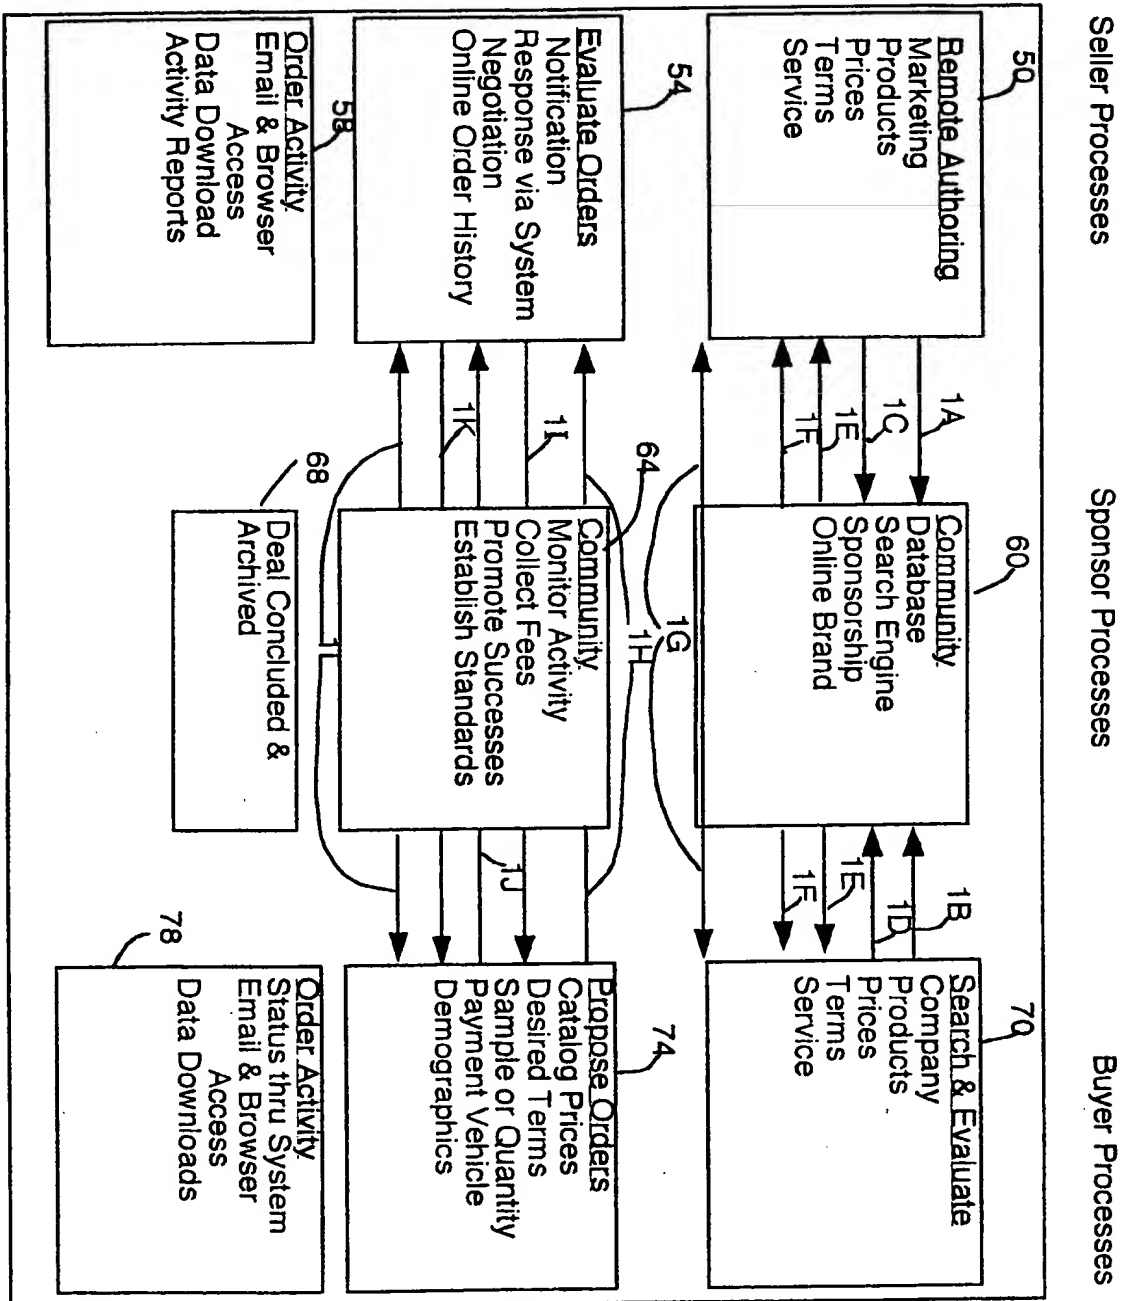 Seller Processes
Sponsor Processes
Buyer Processes
50
Remote Authoring
Marketing
Products
Prices
Terms
Service
1A
1C
1E
1F
60
Community
Database
Search Engine
Sponsorship
Online Brand
1B
1D
1E
1F
70
Search & Evaluate
Company
Products
Prices
Terms
Service
1G
54
Evaluate Orders
Notification
Response via System
Negotiation
Online Order History
1H
1I
1K
64
Community
Monitor Activity
Collect Fees
Promote Successes
Establish Standards
1J
1L
74
Propose Orders
Catalog Prices
Desired Terms
Sample or Quantity
Payment Vehicle
Demographics
58
Order Activity
Email & Browser
Access
Data Download
Activity Reports
68
Deal Concluded &
Archived
78
Order Activity
Status thru System
Email & Browser
Access
Data Downloads